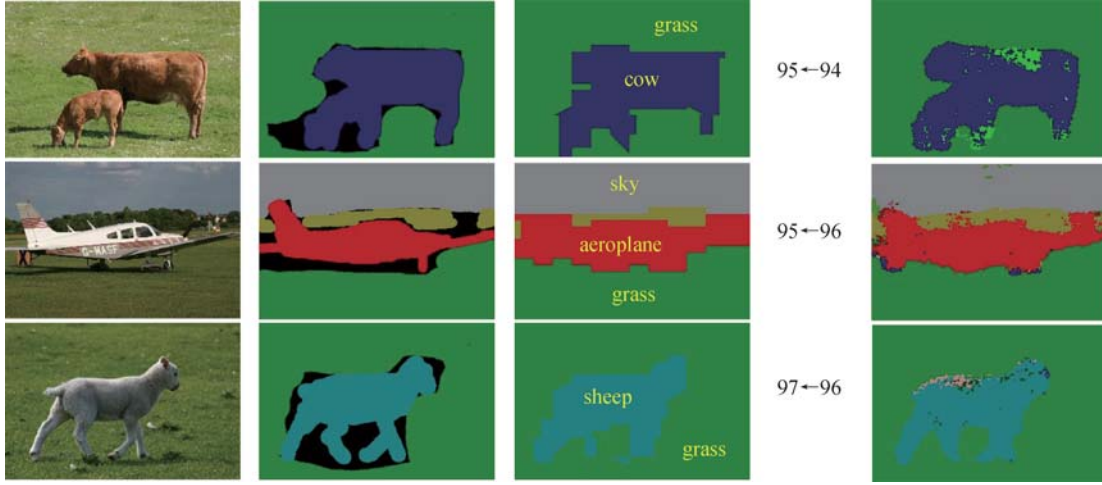 grass
cow
95←94
sky
aeroplane
grass
95←96
G-MASF
sheep
grass
97←96